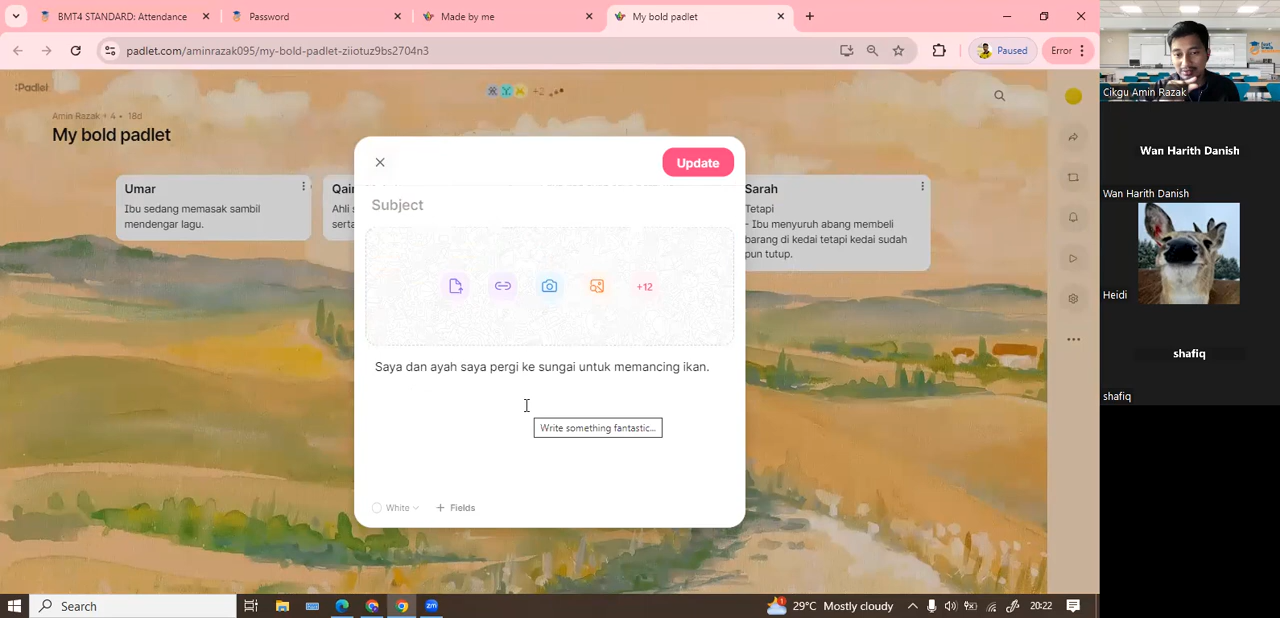 BMT4 STANDARD: Attendance
Password
Made by me
My bold padlet
padlet.com/aminrazak095/my-bold-padlet-ziiotuz9bs2704n3
Paused
Error
:Padlet
+2
Amin Razak + 4 • 18d
My bold padlet
Umar
Ibu sedang memasak sambil
mendengar lagu.
Qair
Ahli s
serta
Sarah
Tetapi
- Ibu menyuruh abang membeli
barang di kedai tetapi kedai sudah
pun tutup.
Update
Subject
+12
Saya dan ayah saya pergi ke sungai untuk memancing ikan.
Write something fantastic...
White
Fields
Cikgu Amin Razak
Wan Harith Danish
Wan Harith Danish
Heidi
shafiq
shafiq
Search
29°C Mostly cloudy
20:22